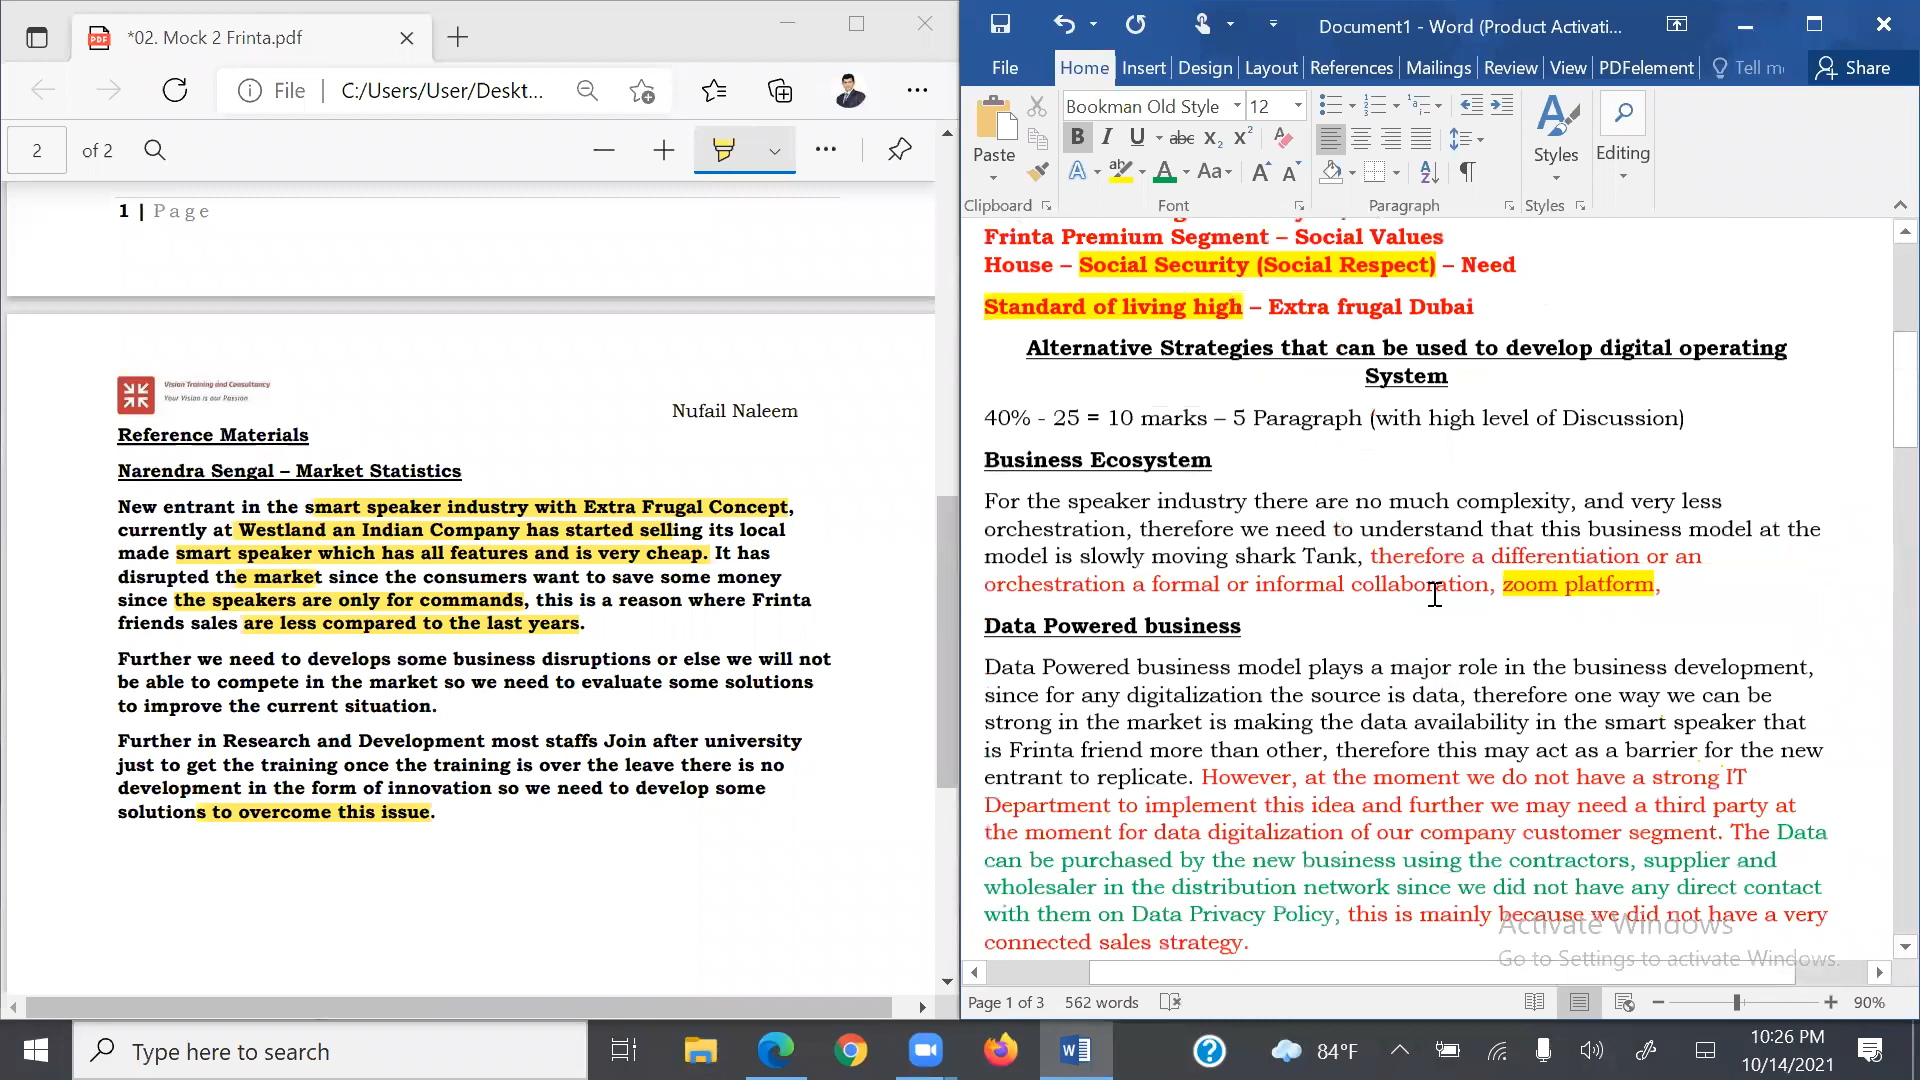 *02. Mock 2 Frinta.pdf
File
C:/Users/User/Deskt...
2
of 2
1 | Page
Vision Training and Consultancy
Your Vision is our Passion
Nufail Naleem
Reference Materials
Narendra Sengal – Market Statistics
New entrant in the smart speaker industry with Extra Frugal Concept,
currently at Westland an Indian Company has started selling its local
made smart speaker which has all features and is very cheap. It has
disrupted the market since the consumers want to save some money
since the speakers are only for commands, this is a reason where Frinta
friends sales are less compared to the last years.
Further we need to develops some business disruptions or else we will not
be able to compete in the market so we need to evaluate some solutions
to improve the current situation.
Further in Research and Development most staffs Join after university
just to get the training once the training is over the leave there is no
development in the form of innovation so we need to develop some
solutions to overcome this issue.
Document1 - Word (Product Activati...
File
Home
Insert
Design
Layout
References
Mailings
Review
View
PDFelement
Tell m
Share
Paste
Bookman Old Style
12
Styles
Editing
Clipboard
Font
Paragraph
Styles
Frinta Premium Segment – Social Values
House – Social Security (Social Respect) – Need
Standard of living high – Extra frugal Dubai
Alternative Strategies that can be used to develop digital operating
System
40% - 25 = 10 marks – 5 Paragraph (with high level of Discussion)
Business Ecosystem
For the speaker industry there are no much complexity, and very less
orchestration, therefore we need to understand that this business model at the
model is slowly moving shark Tank, therefore a differentiation or an
orchestration a formal or informal collaboration, zoom platform,
Data Powered business
Data Powered business model plays a major role in the business development,
since for any digitalization the source is data, therefore one way we can be
strong in the market is making the data availability in the smart speaker that
is Frinta friend more than other, therefore this may act as a barrier for the new
entrant to replicate. However, at the moment we do not have a strong IT
Department to implement this idea and further we may need a third party at
the moment for data digitalization of our company customer segment. The Data
can be purchased by the new business using the contractors, supplier and
wholesaler in the distribution network since we did not have any direct contact
with them on Data Privacy Policy, this is mainly because we did not have a very
connected sales strategy.
Activate Windows
Go to Settings to activate Windows.
Page 1 of 3
562 words
90%
Type here to search
84°F
10:26 PM
10/14/2021